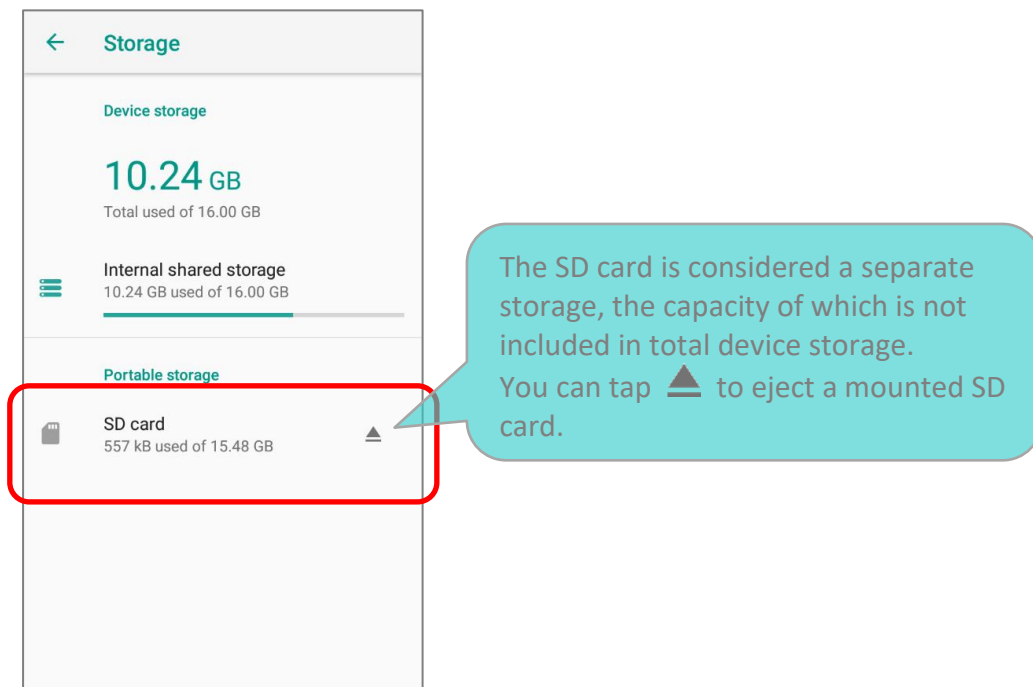 Storage
Device storage
10.24 GB
Total used of 16.00 GB
Internal shared storage
10.24 GB used of 16.00 GB
Portable storage
SD card
557 kB used of 15.48 GB
The SD card is considered a separate
storage, the capacity of which is not
included in total device storage.
You can tap to eject a mounted SD
card.